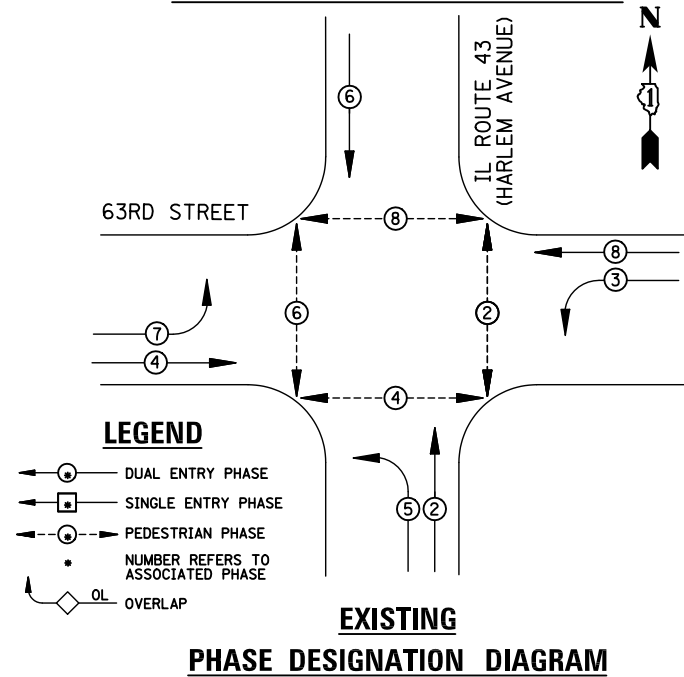 N
1
IL ROUTE 43
(HARLEM AVENUE)
6
63RD STREET
8
8
3
7
4
6
2
4
5
2
LEGEND
* DUAL ENTRY PHASE
* SINGLE ENTRY PHASE
* PEDESTRIAN PHASE
* NUMBER REFERS TO
ASSOCIATED PHASE
OL OVERLAP
EXISTING
PHASE DESIGNATION DIAGRAM